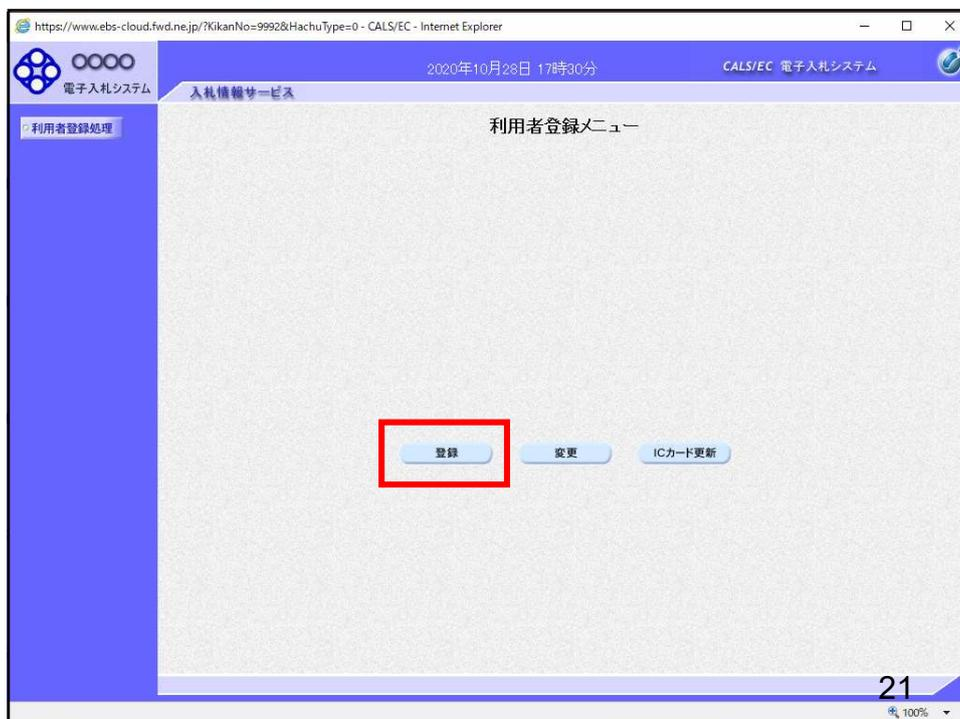 https://www.ebs-cloud.fwd.ne.jp/?KikanNo=9992&HachuType=0 - CALS/EC - Internet Explorer
○○○○
電子入札システム
2020年10月28日 17時30分
CALS/EC 電子入札システム
入札情報サービス
利用者登録処理
利用者登録メニュー
登録
変更
ICカード更新
21
100%